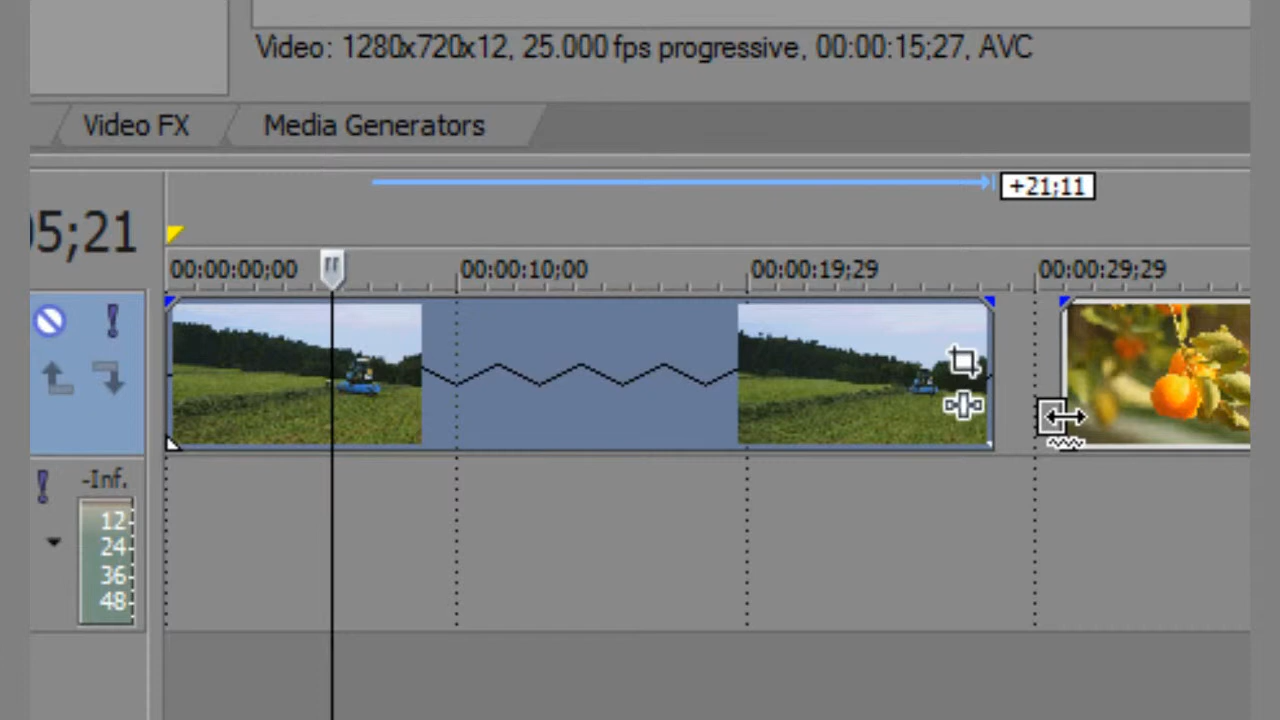 Video: 1280x720x12, 25.000 fps progressive, 00:00:15;27, AVC
Video FX
Media Generators
+21;11
05;21
00:00:00;00
00:00:10;00
00:00:19;29
00:00:29;29
-Inf.
12
24
36
48